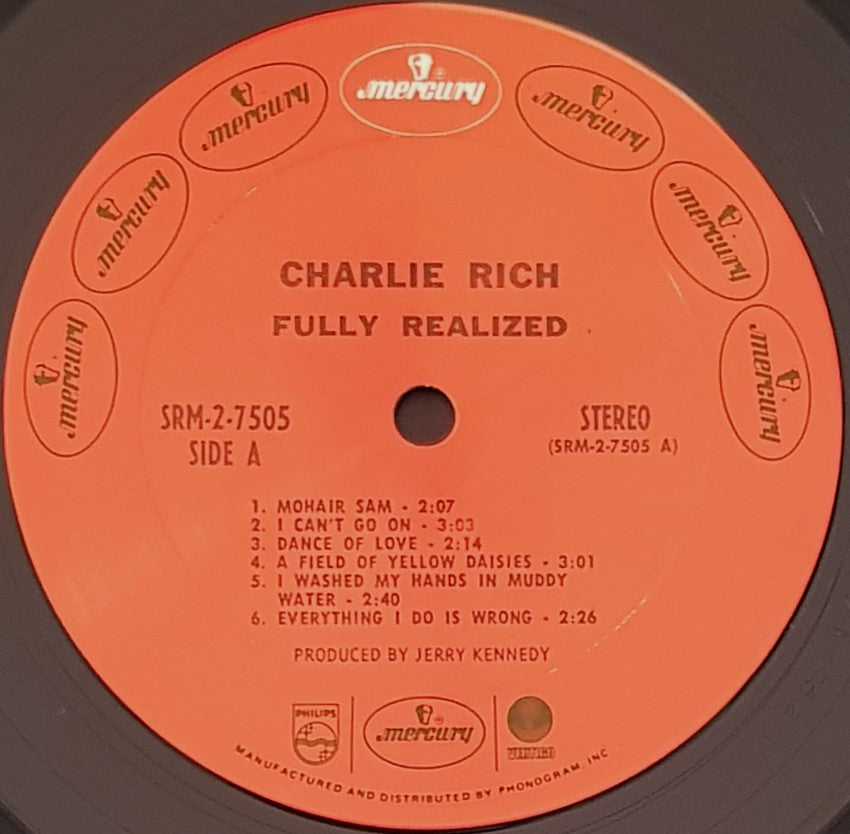 mercury
mercury
mercury
mercury
mercury
mercury
mercury
CHARLIE RICH
FULLY REALIZED
SRM-2-7505
SIDE A
STEREO
(SRM-2-7505 A)
1. MOHAIR SAM - 2:07
2. I CAN'T GO ON - 3:03
3. DANCE OF LOVE - 2:14
4. A FIELD OF YELLOW DAISIES - 3:01
5. I WASHED MY HANDS IN MUDDY
WATER - 2:40
6. EVERYTHING I DO IS WRONG - 2:26
PRODUCED BY JERRY KENNEDY
PHILIPS
mercury
VERTIGO
MANUFACTURED AND DISTRIBUTED BY PHONOGRAM, INC